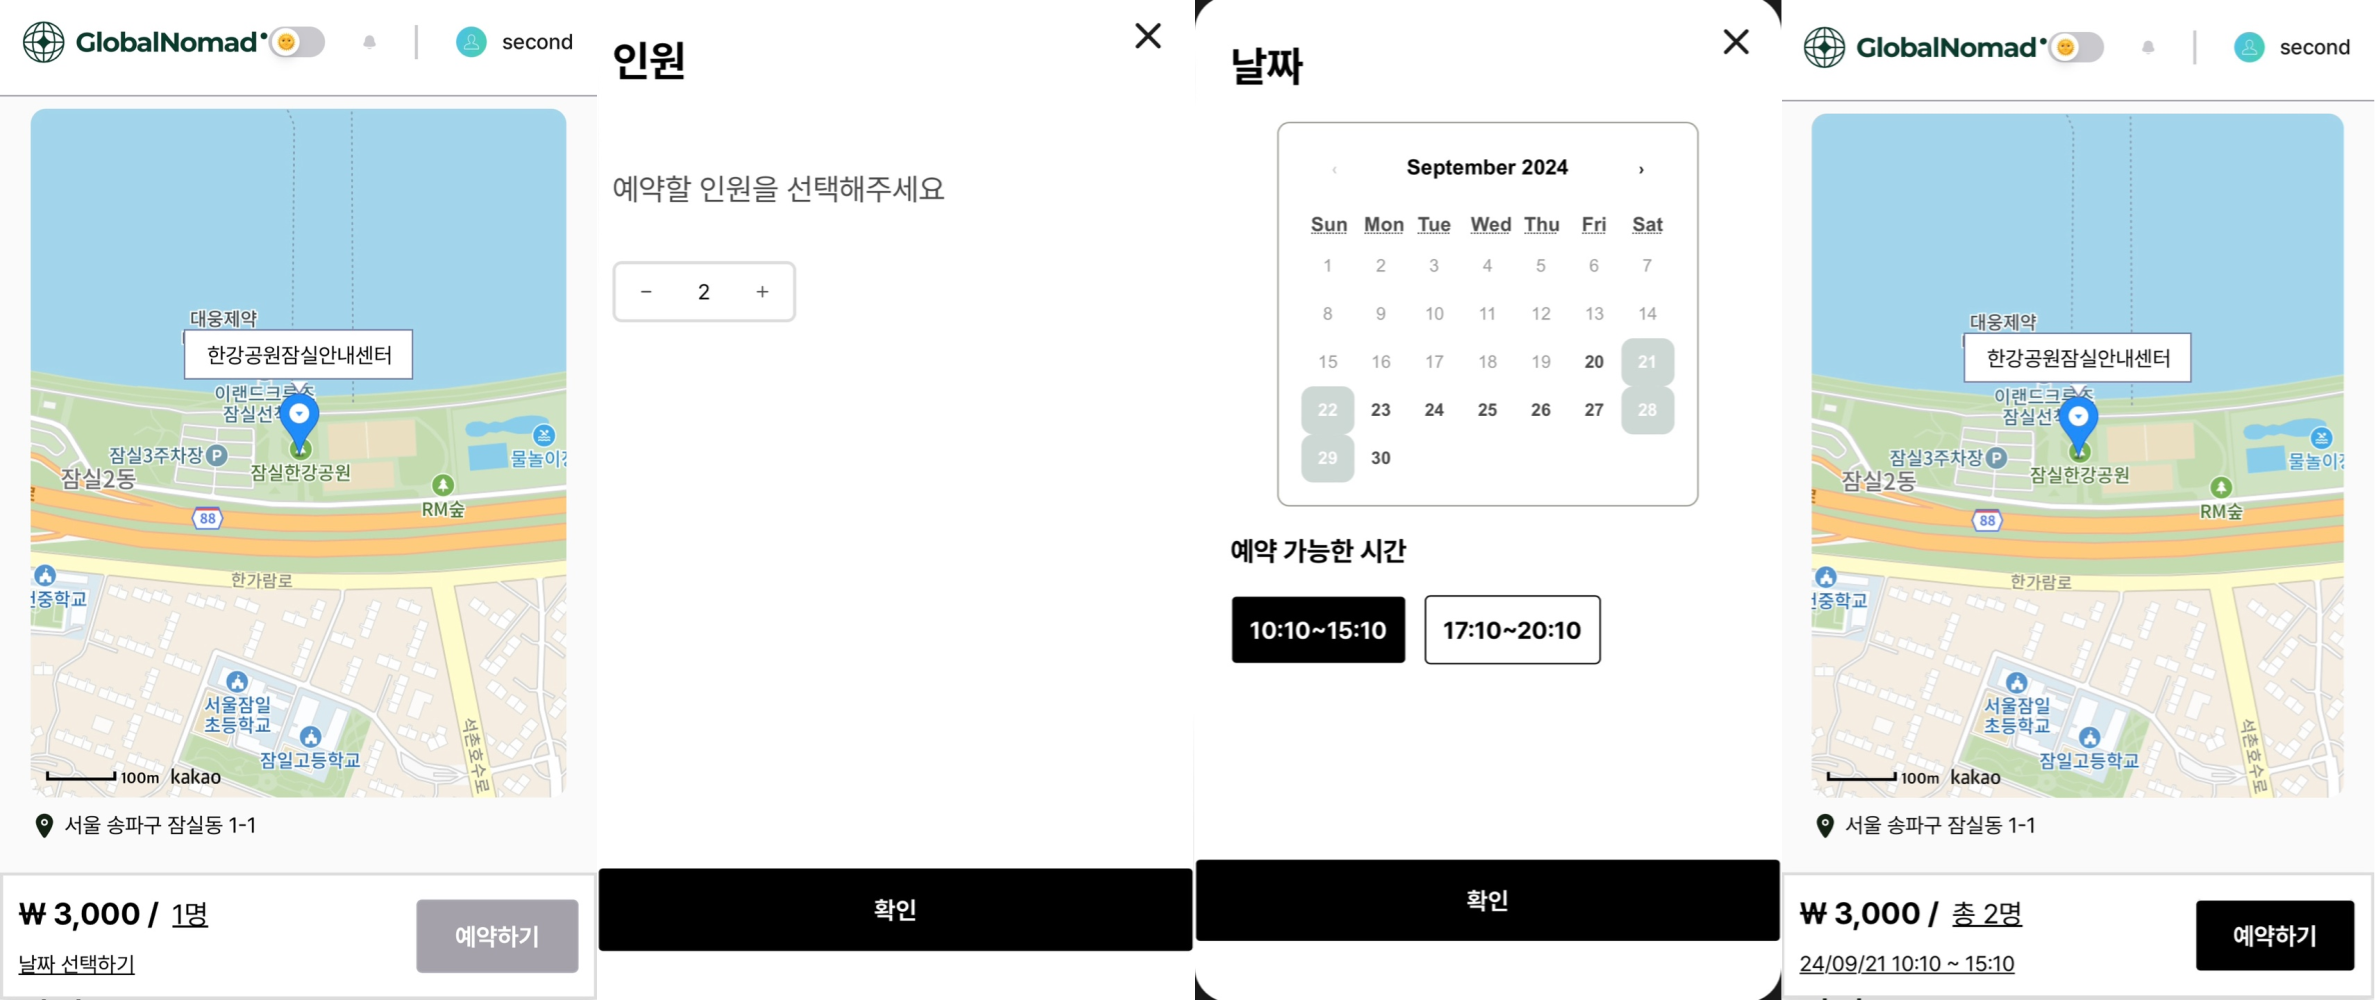 GlobalNomad
second
대웅제약
한강공원잠실안내센터
이랜드크루즈
잠실선착
잠실3주차장 P
잠실한강공원
물놀이
잠실2동
RM숲
88
한가람로
중학교
서울잠일
초등학교
잠일고등학교
석촌호수로
100m kakao
서울 송파구 잠실동 1-1
₩ 3,000 / 1명
예약하기
날짜 선택하기
인원
예약할 인원을 선택해주세요
− 2 +
확인
날짜
‹ September 2024 ›
Sun Mon Tue Wed Thu Fri Sat
1 2 3 4 5 6 7
8 9 10 11 12 13 14
15 16 17 18 19 20 21
22 23 24 25 26 27 28
29 30
예약 가능한 시간
10:10~15:10 17:10~20:10
확인
GlobalNomad
second
대웅제약
한강공원잠실안내센터
이랜드크루즈
잠실선착
잠실3주차장 P
잠실한강공원
물놀이
잠실2동
RM숲
88
한가람로
중학교
서울잠일
초등학교
잠일고등학교
석촌호수로
100m kakao
서울 송파구 잠실동 1-1
₩ 3,000 / 총 2명
예약하기
24/09/21 10:10 ~ 15:10